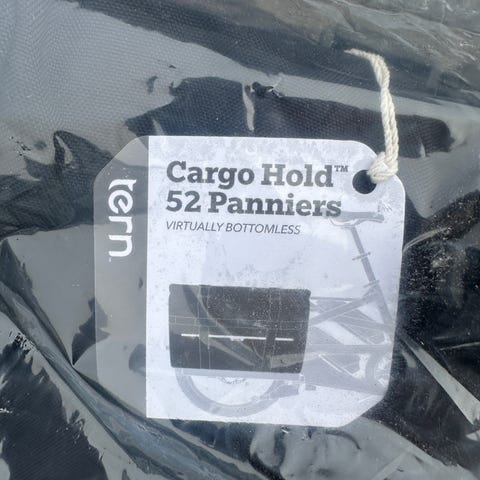 tern
Cargo Hold™
52 Panniers
VIRTUALLY BOTTOMLESS